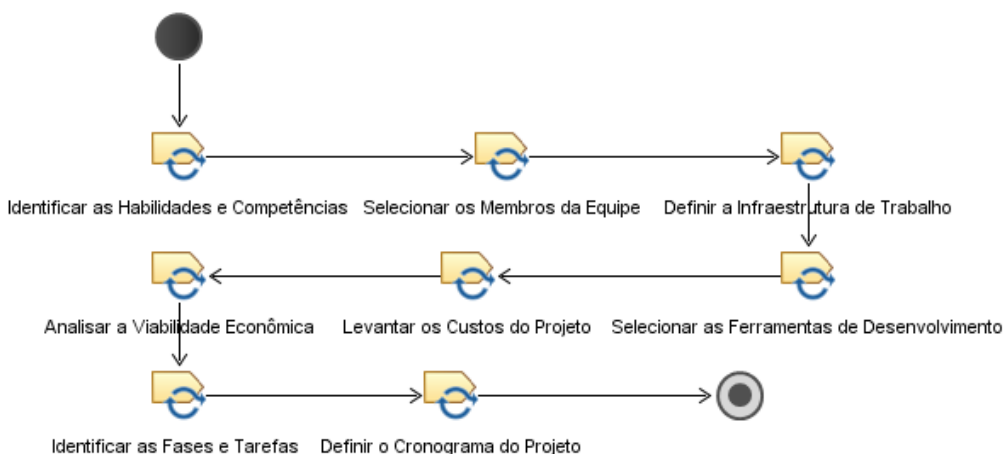 Identificar as Habilidades e Competências
Selecionar os Membros da Equipe
Definir a Infraestrutura de Trabalho
Analisar a Viabilidade Econômica
Levantar os Custos do Projeto
Selecionar as Ferramentas de Desenvolvimento
Identificar as Fases e Tarefas
Definir o Cronograma do Projeto